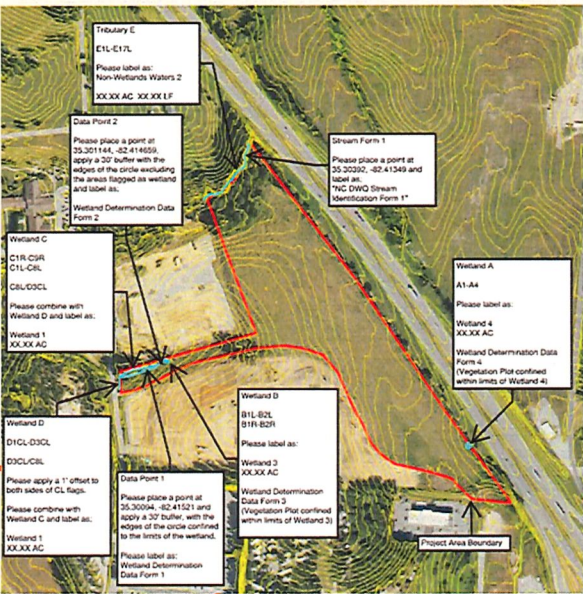 Tributary E
E1L-E17L
Please label as:
Non-Wetlands Waters 2
XX.XX AC XX.XX LF
Data Point 2
Please place a point at
35.301144, -82.414659,
apply a 30' buffer with the
edges of the circle excluding
the areas flagged as wetland
and label as:
Wetland Determination Data
Form 2
Stream Form 1
Please place a point at
35.30392, -82.41349 and
label as:
"NC DWQ Stream
Identification Form 1"
Wetland C
C1R-C9R
C1L-C8L
C8L/D3CL
Please combine with
Wetland D and label as:
Wetland 1
XX.XX AC
Wetland A
A1-A4
Please label as:
Wetland 4
XX.XX AC
Wetland Determination Data
Form 4
(Vegetation Plot confined
within limits of Wetland 4)
Wetland D
D1CL-D3CL
D3CL/C8L
Please apply a 1' offset to
both sides of CL flags.
Please combine with
Wetland C and label as:
Wetland 1
XX.XX AC
Data Point 1
Please place a point at
35.30094, -82.41521 and
apply a 30' buffer, with the
edges of the circle confined
to the limits of the wetland.
Please label as:
Wetland Determination
Data Form 1
Wetland B
B1L-B2L
B1R-B2R
Please label as:
Wetland 3
XX.XX AC
Wetland Determination
Data Form 3
(Vegetation Plot confined
within limits of Wetland 3)
Project Area Boundary